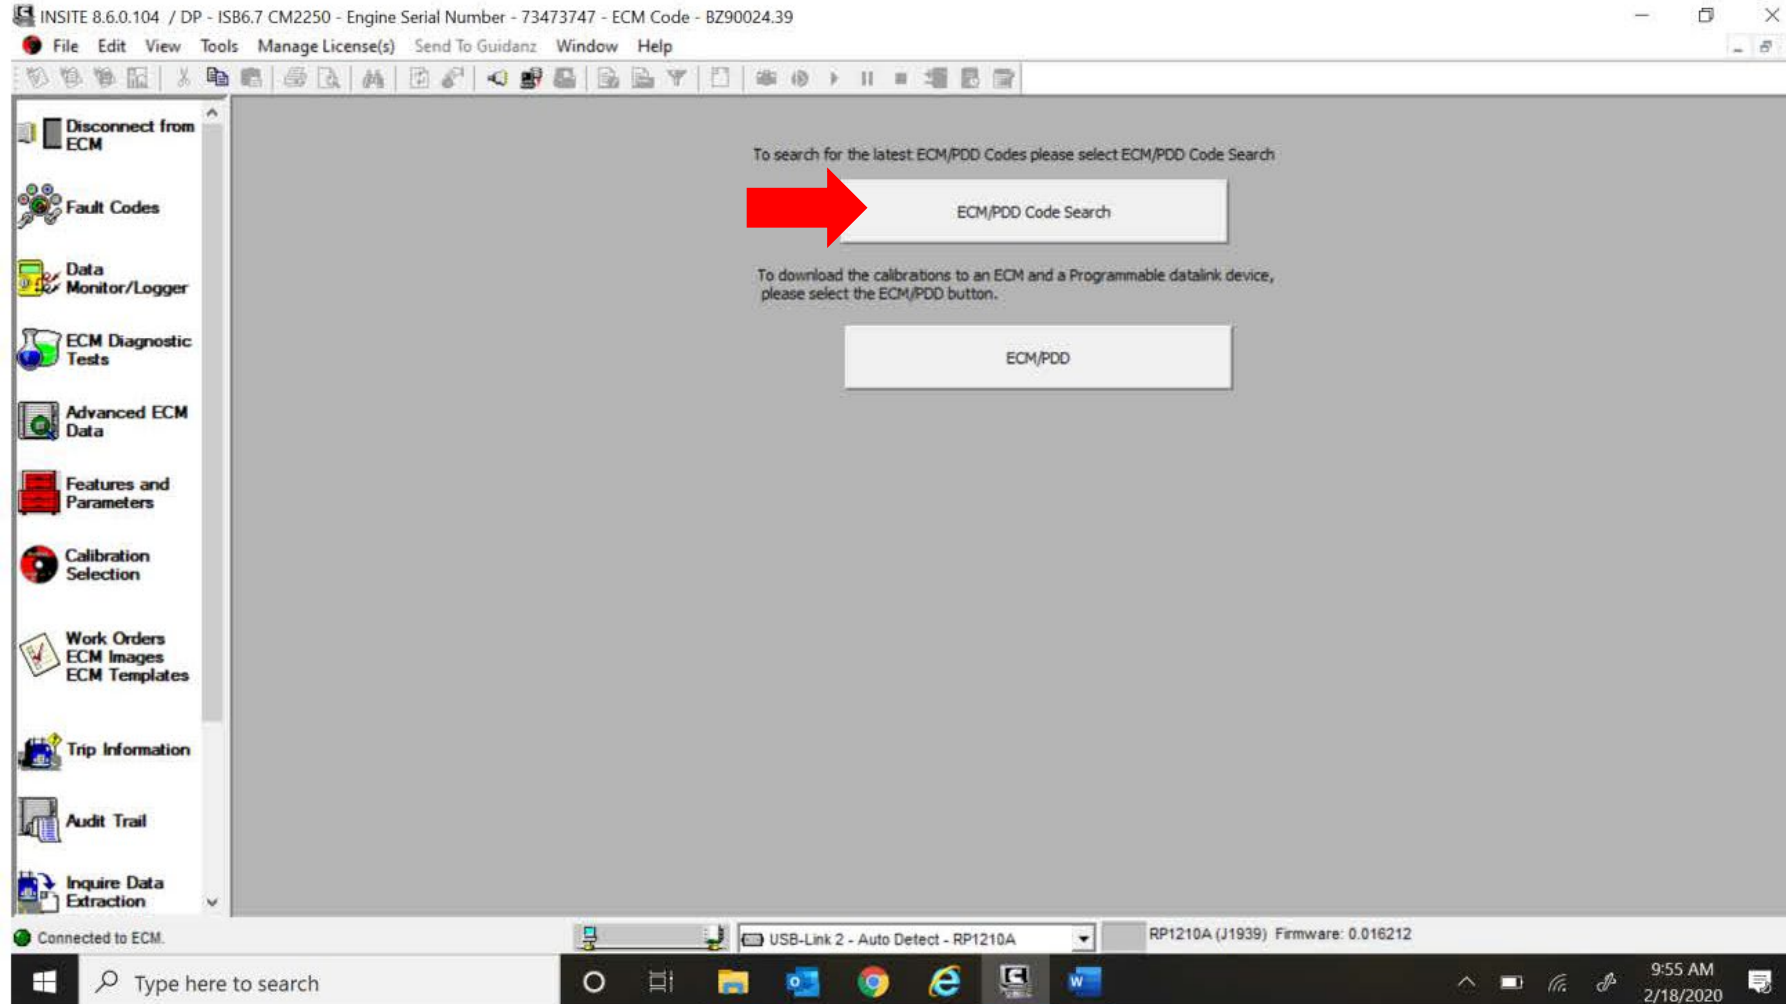 INSITE 8.6.0.104 / DP - ISB6.7 CM2250 - Engine Serial Number - 73473747 - ECM Code - BZ90024.39
File Edit View Tools Manage License(s) Send To Guidanz Window Help
Disconnect from
ECM
Fault Codes
Data
Monitor/Logger
ECM Diagnostic
Tests
Advanced ECM
Data
Features and
Parameters
Calibration
Selection
Work Orders
ECM Images
ECM Templates
Trip Information
Audit Trail
Inquire Data
Extraction
To search for the latest ECM/PDD Codes please select ECM/PDD Code Search
ECM/PDD Code Search
To download the calibrations to an ECM and a Programmable datalink device,
please select the ECM/PDD button.
ECM/PDD
Connected to ECM.
USB-Link 2 - Auto Detect - RP1210A
RP1210A (J1939) Firmware: 0.016212
Type here to search
9:55 AM
2/18/2020